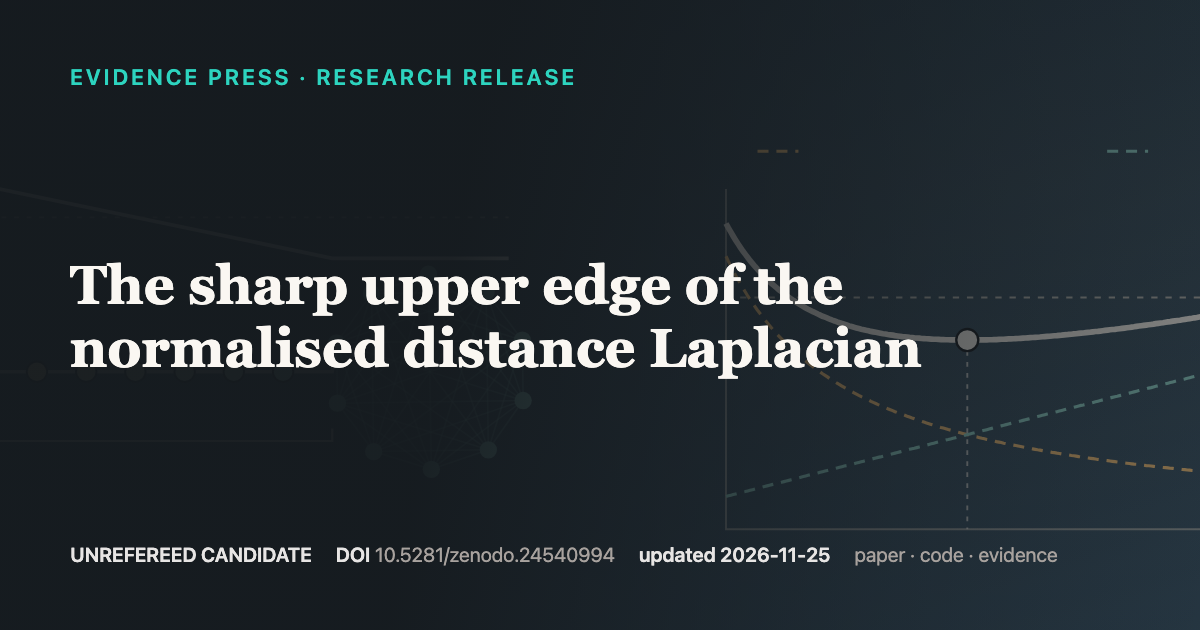 EVIDENCE PRESS · RESEARCH RELEASE
The sharp upper edge of the
normalised distance Laplacian
UNREFEREED CANDIDATE DOI 10.5281/zenodo.24540994 updated 2026-11-25 paper · code · evidence